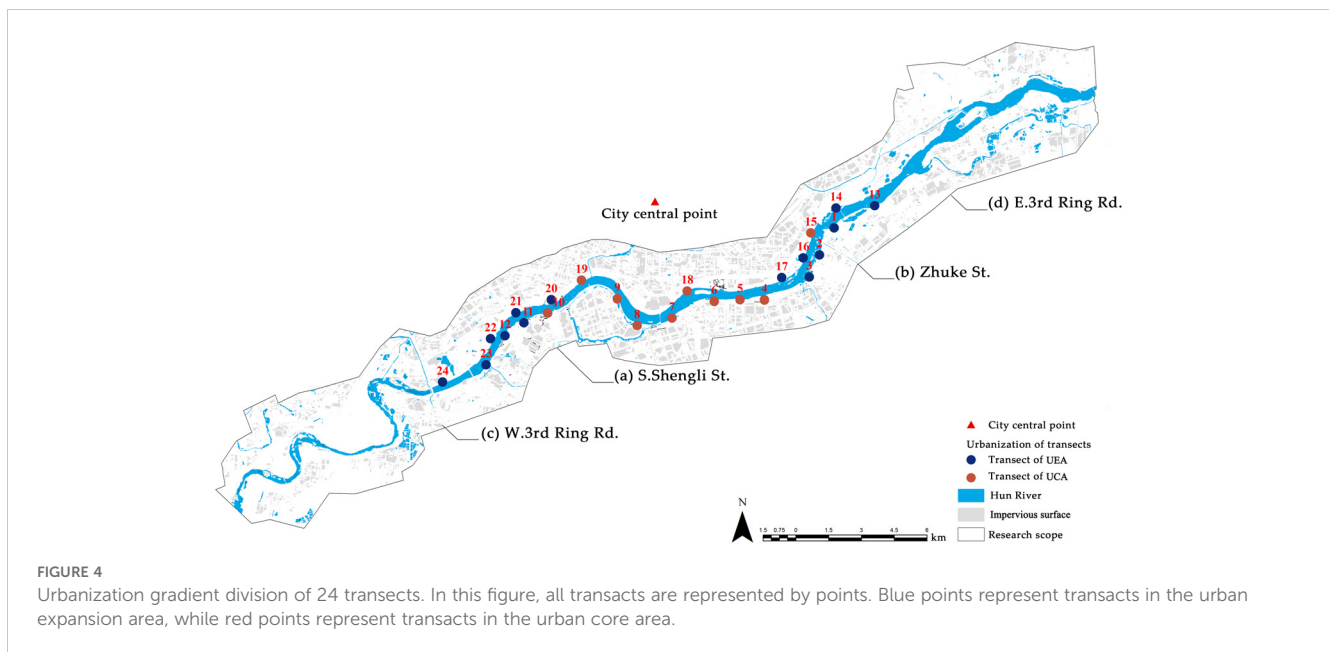 City central point
(d) E.3rd Ring Rd.
(b) Zhuke St.
(a) S.Shengli St.
(c) W.3rd Ring Rd.
13
14
1
15
2
16
3
17
18
6
5
4
19
9
7
8
20
10
21
11
22
12
23
24
City central point
Urbanization of transects
Transect of UEA
Transect of UCA
Hun River
Impervious surface
Research scope
N
1.5 0.75 0 1.5 3 4.5 6
km
FIGURE 4
Urbanization gradient division of 24 transects. In this figure, all transacts are represented by points. Blue points represent transacts in the urban
expansion area, while red points represent transacts in the urban core area.